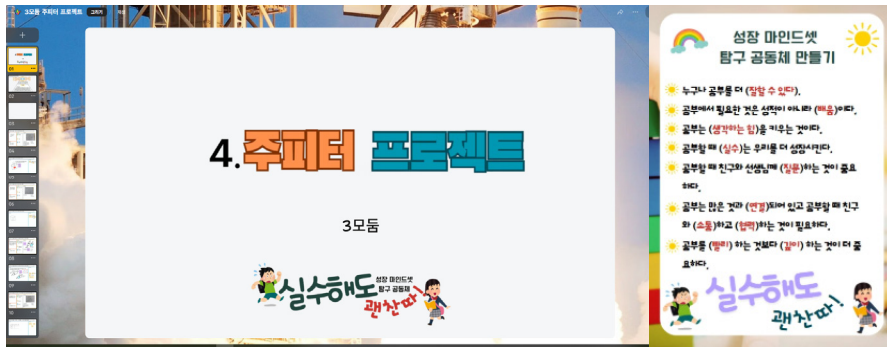 3모둠 주피터 프로젝트
4.주피터 프로젝트
3모둠
실수해도
성장 마인드셋
탐구 공동체
괜찬따!
성장 마인드셋
탐구 공동체 만들기
누구나 공부를 더 (잘할 수 있다).
공부에서 필요한 것은 성적이 아니라 (배움)이다.
공부는 (생각하는 힘)을 키우는 것이다.
공부할 때 (실수)는 우리를 더 성장시킨다.
공부할 때 친구와 선생님께 (질문)하는 것이 중요
하다.
공부는 많은 것과 (연결)되어 있고 공부할 때 친구
와 (소통)하고 (협력)하는 것이 필요하다.
공부를 (빨리) 하는 것보다 (깊이) 하는 것이 더 중
요하다.
실수해도
괜찬따!